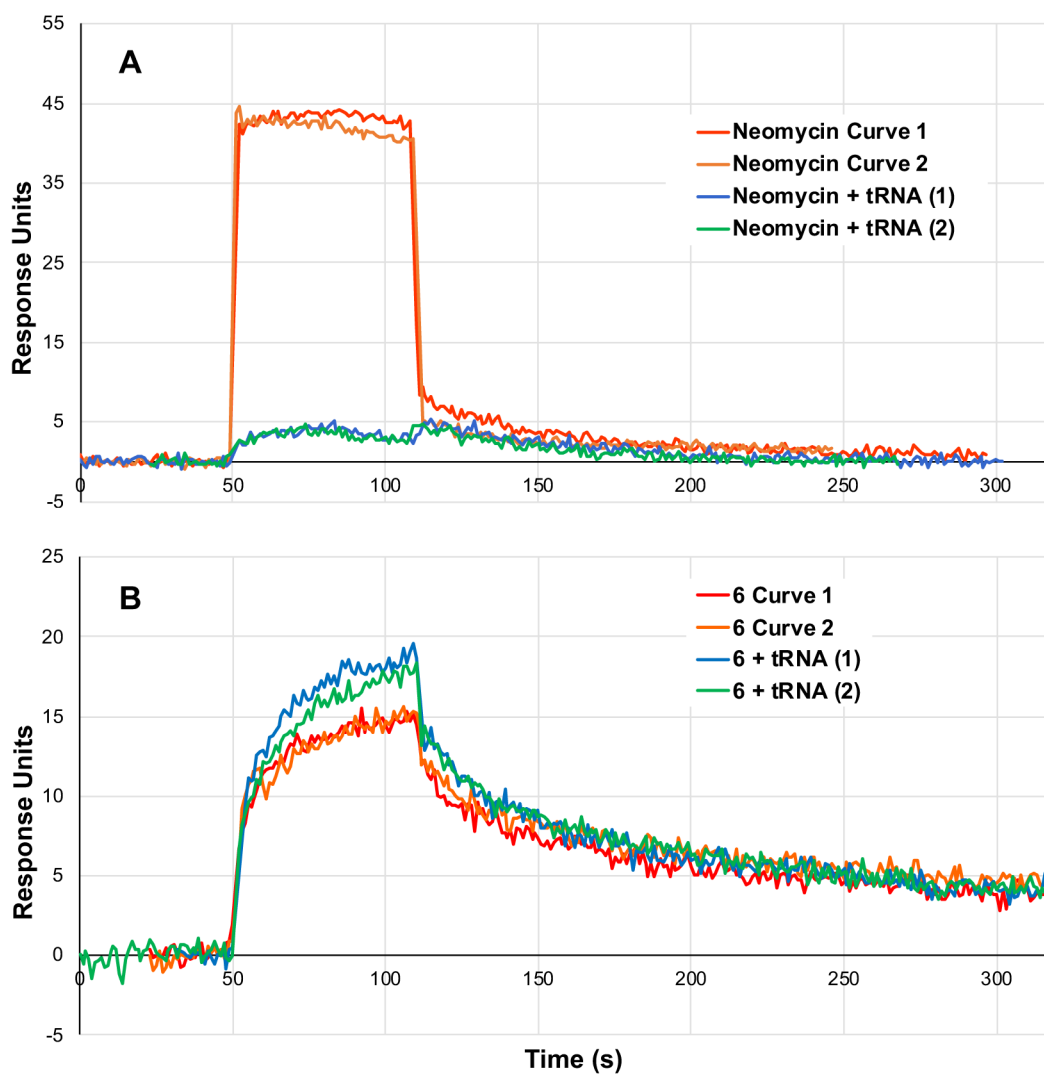 55
A
45
Neomycin Curve 1
Neomycin Curve 2
35
Neomycin + tRNA (1)
Neomycin + tRNA (2)
Response Units
25
15
5
-5
0
50
100
150
200
250
300
25
B
6 Curve 1
6 Curve 2
20
6 + tRNA (1)
6 + tRNA (2)
15
Response Units
10
5
0
0
50
100
150
200
250
300
-5
Time (s)